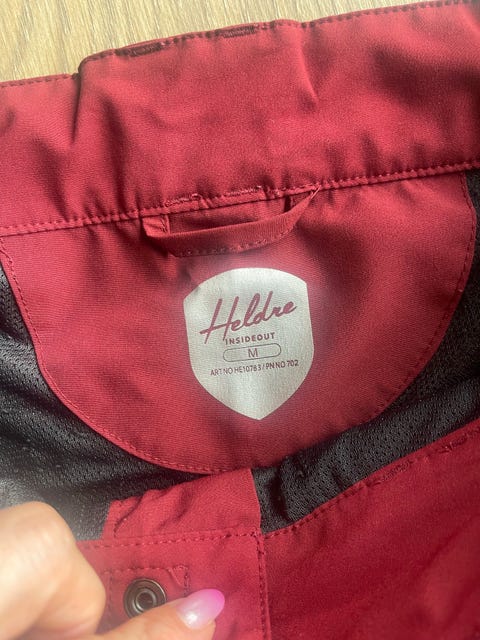 Heldre
INSIDEOUT
M
ART NO HE10783 / PN NO 702